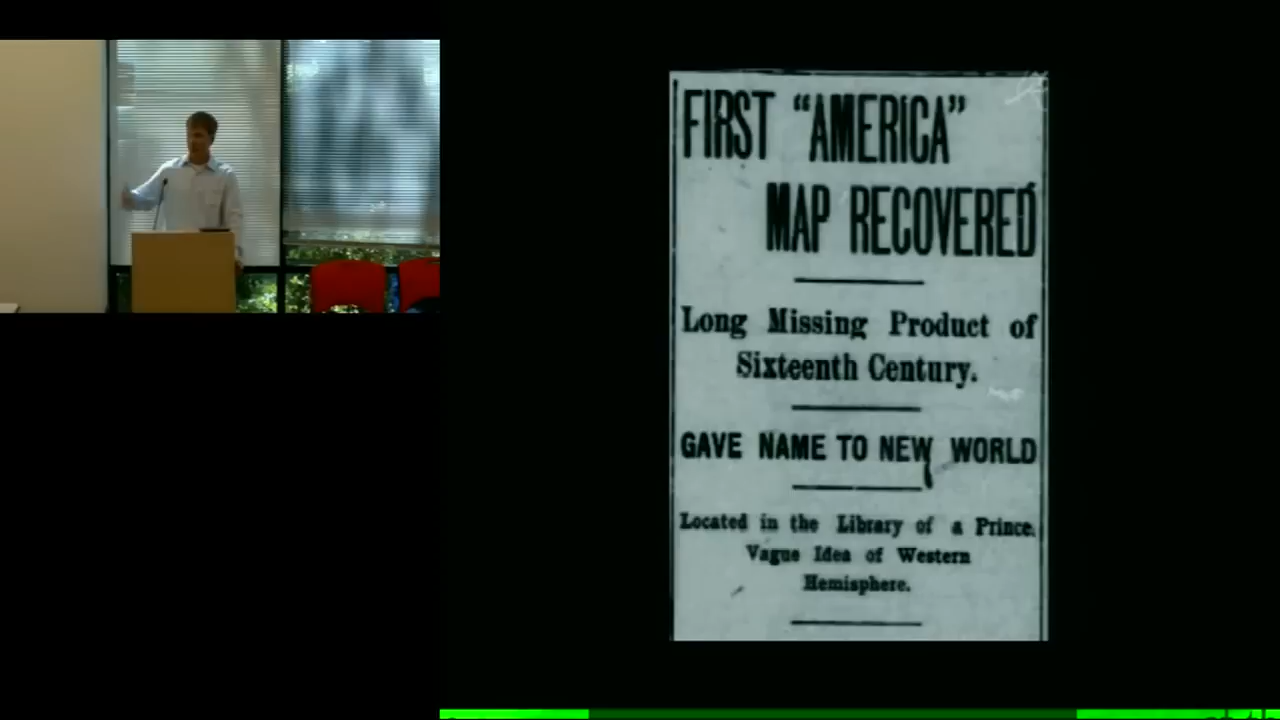 FIRST “AMERICA”
MAP RECOVERED
Long Missing Product of
Sixteenth Century.
GAVE NAME TO NEW WORLD
Located in the Library of a Prince.
Vague Idea of Western
Hemisphere.